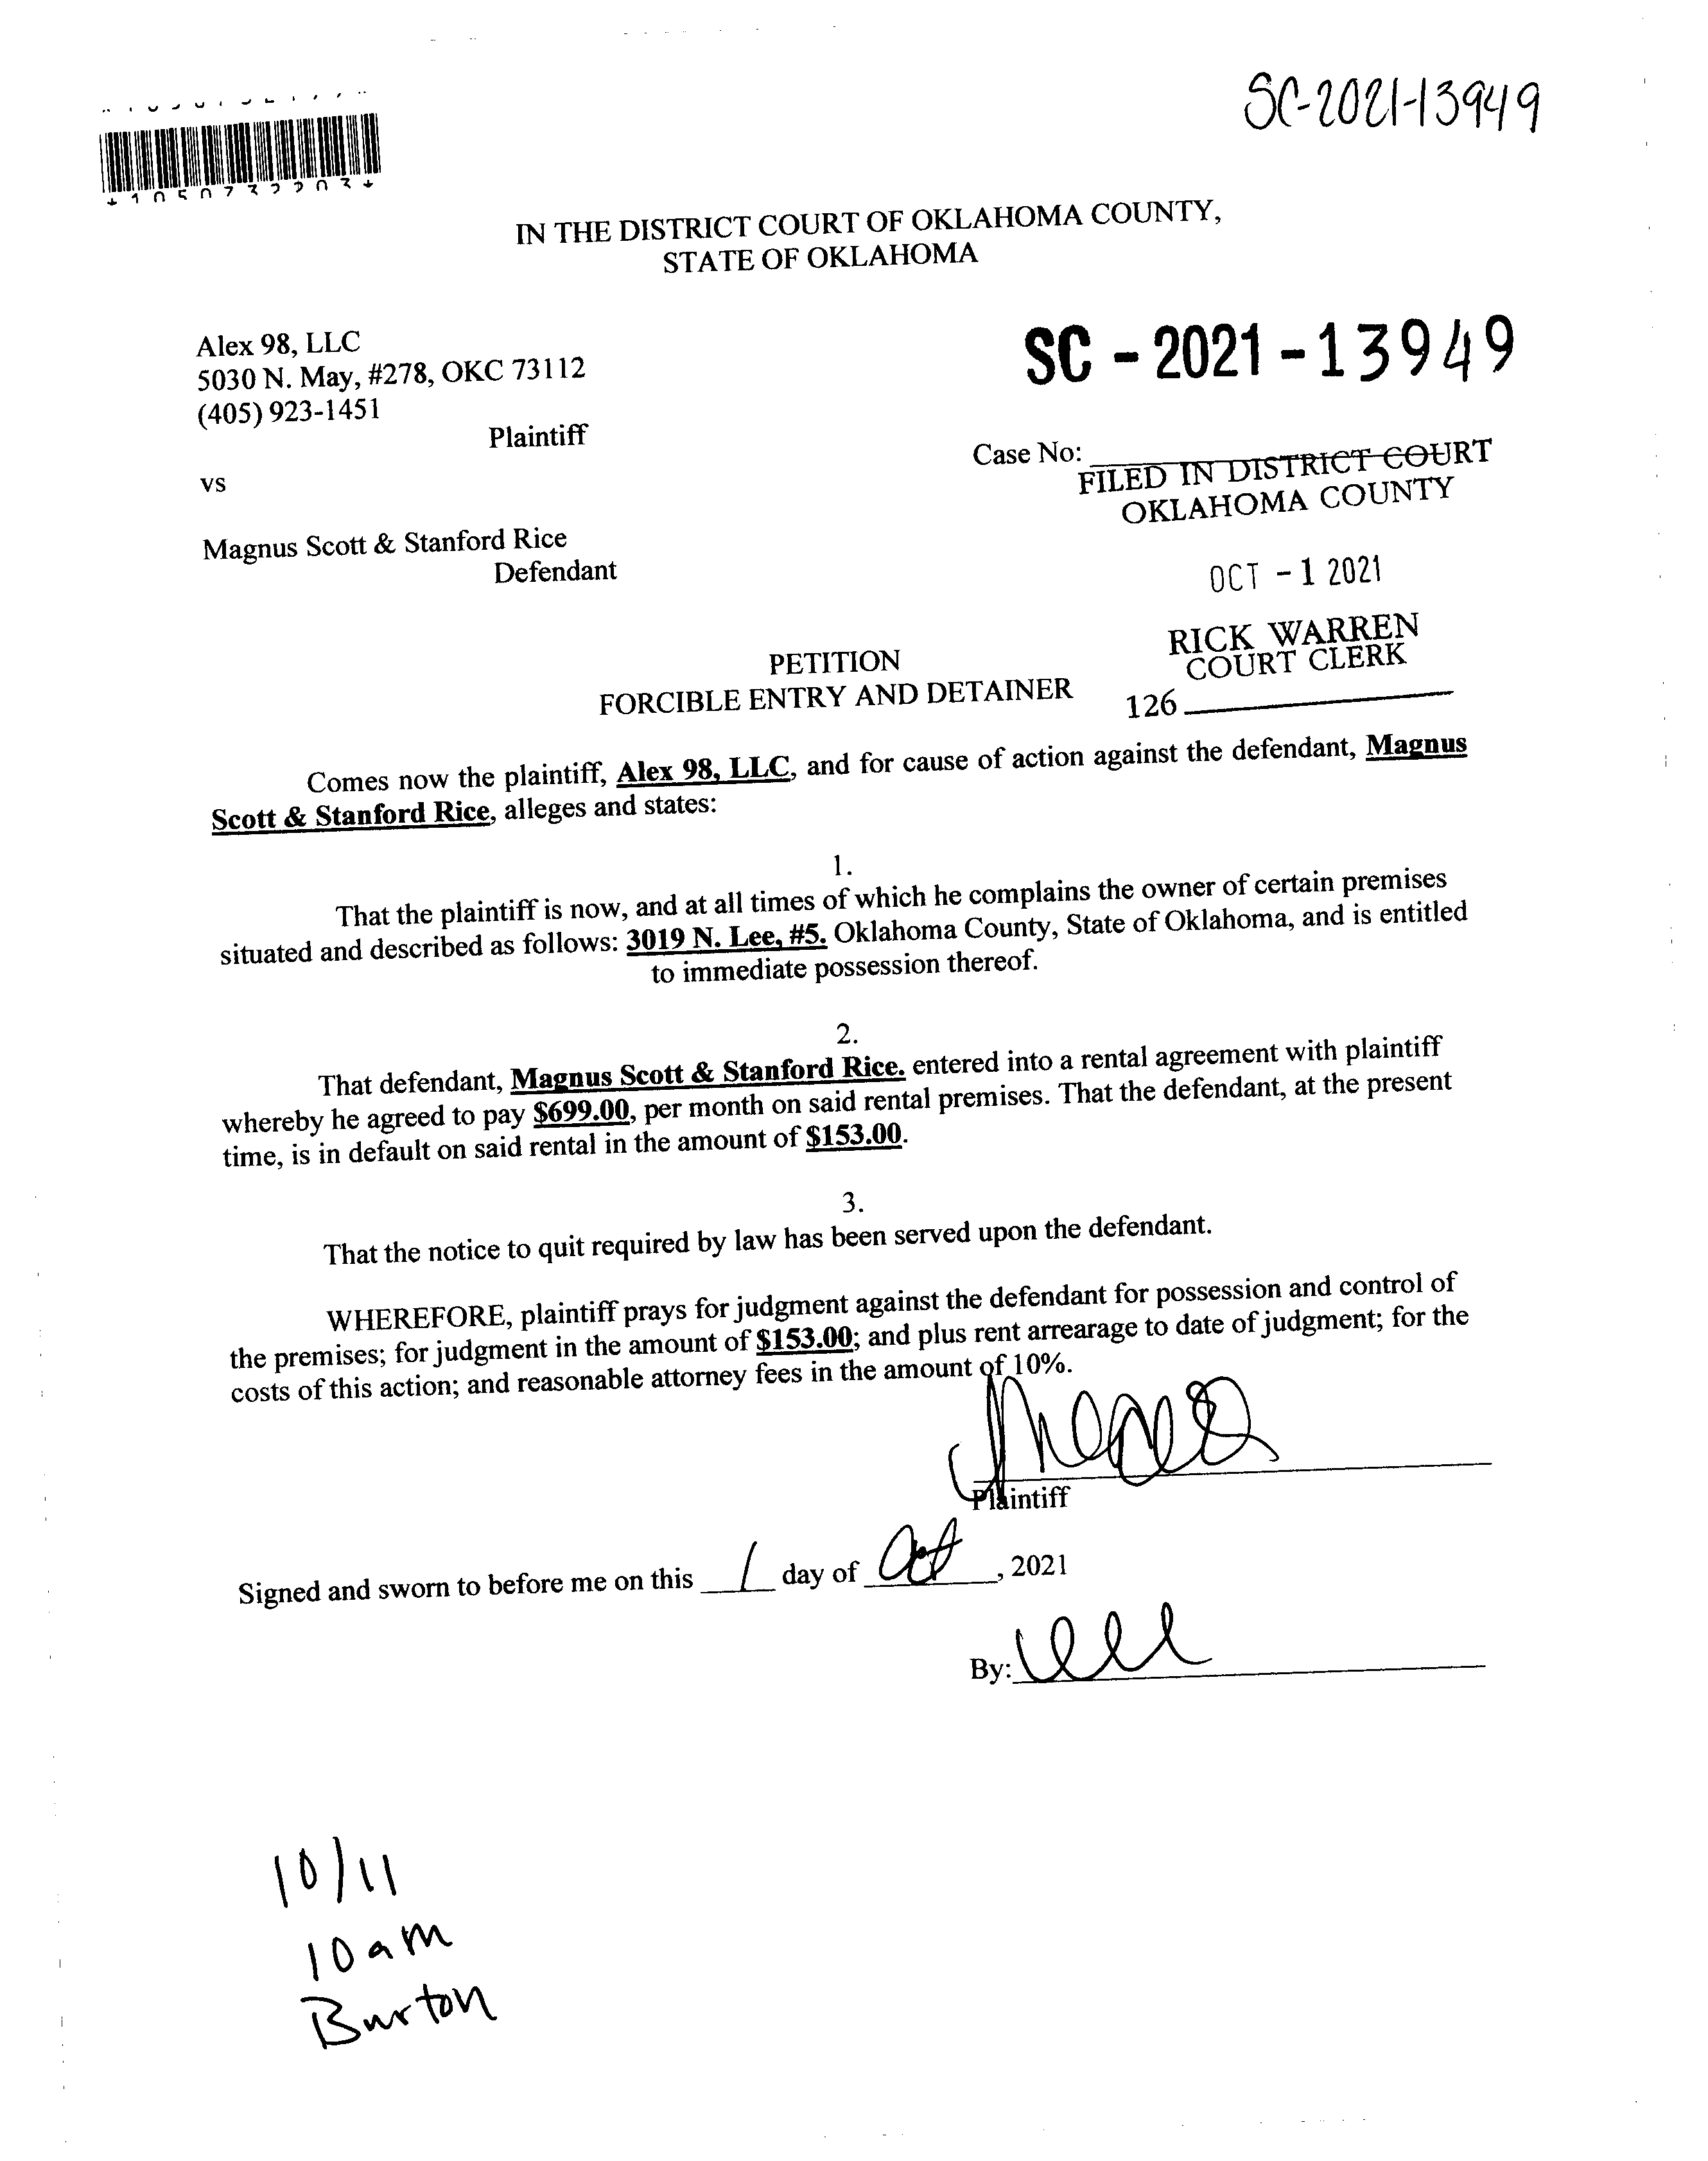 SC-2021-13949
IN THE DISTRICT COURT OF OKLAHOMA COUNTY,
STATE OF OKLAHOMA
Alex 98, LLC
5030 N. May, #278, OKC 73112
(405) 923-1451
Plaintiff
vs
Magnus Scott & Stanford Rice
Defendant
SC - 2021 - 13949
Case No:
FILED IN DISTRICT COURT
OKLAHOMA COUNTY
OCT - 1 2021
RICK WARREN
COURT CLERK
126
PETITION
FORCIBLE ENTRY AND DETAINER
Comes now the plaintiff, Alex 98, LLC, and for cause of action against the defendant, Magnus
Scott & Stanford Rice, alleges and states:
1.
That the plaintiff is now, and at all times of which he complains the owner of certain premises
situated and described as follows: 3019 N. Lee, #5. Oklahoma County, State of Oklahoma, and is entitled
to immediate possession thereof.
2.
That defendant, Magnus Scott & Stanford Rice. entered into a rental agreement with plaintiff
whereby he agreed to pay $699.00, per month on said rental premises. That the defendant, at the present
time, is in default on said rental in the amount of $153.00.
3.
That the notice to quit required by law has been served upon the defendant.
WHEREFORE, plaintiff prays for judgment against the defendant for possession and control of
the premises; for judgment in the amount of $153.00; and plus rent arrearage to date of judgment; for the
costs of this action; and reasonable attorney fees in the amount of 10%.
Plaintiff
Signed and sworn to before me on this 1 day of Oct, 2021
By:
10/11
10am
Burton